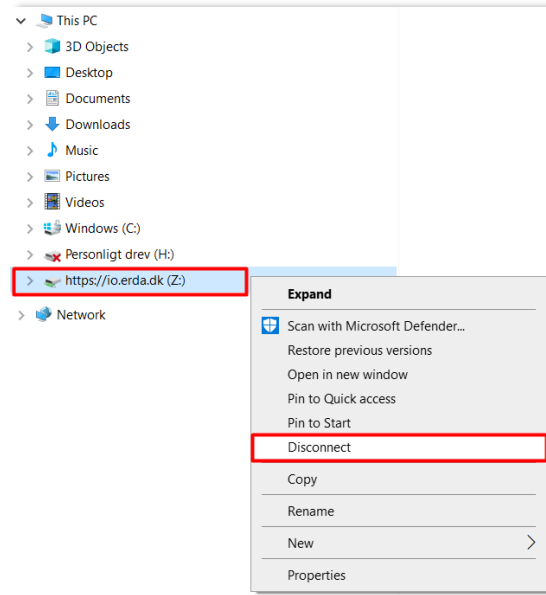 This PC
3D Objects
Desktop
Documents
Downloads
Music
Pictures
Videos
Windows (C:)
Personligt drev (H:)
https://io.erda.dk (Z:)
Network
Expand
Scan with Microsoft Defender...
Restore previous versions
Open in new window
Pin to Quick access
Pin to Start
Disconnect
Copy
Rename
New
Properties